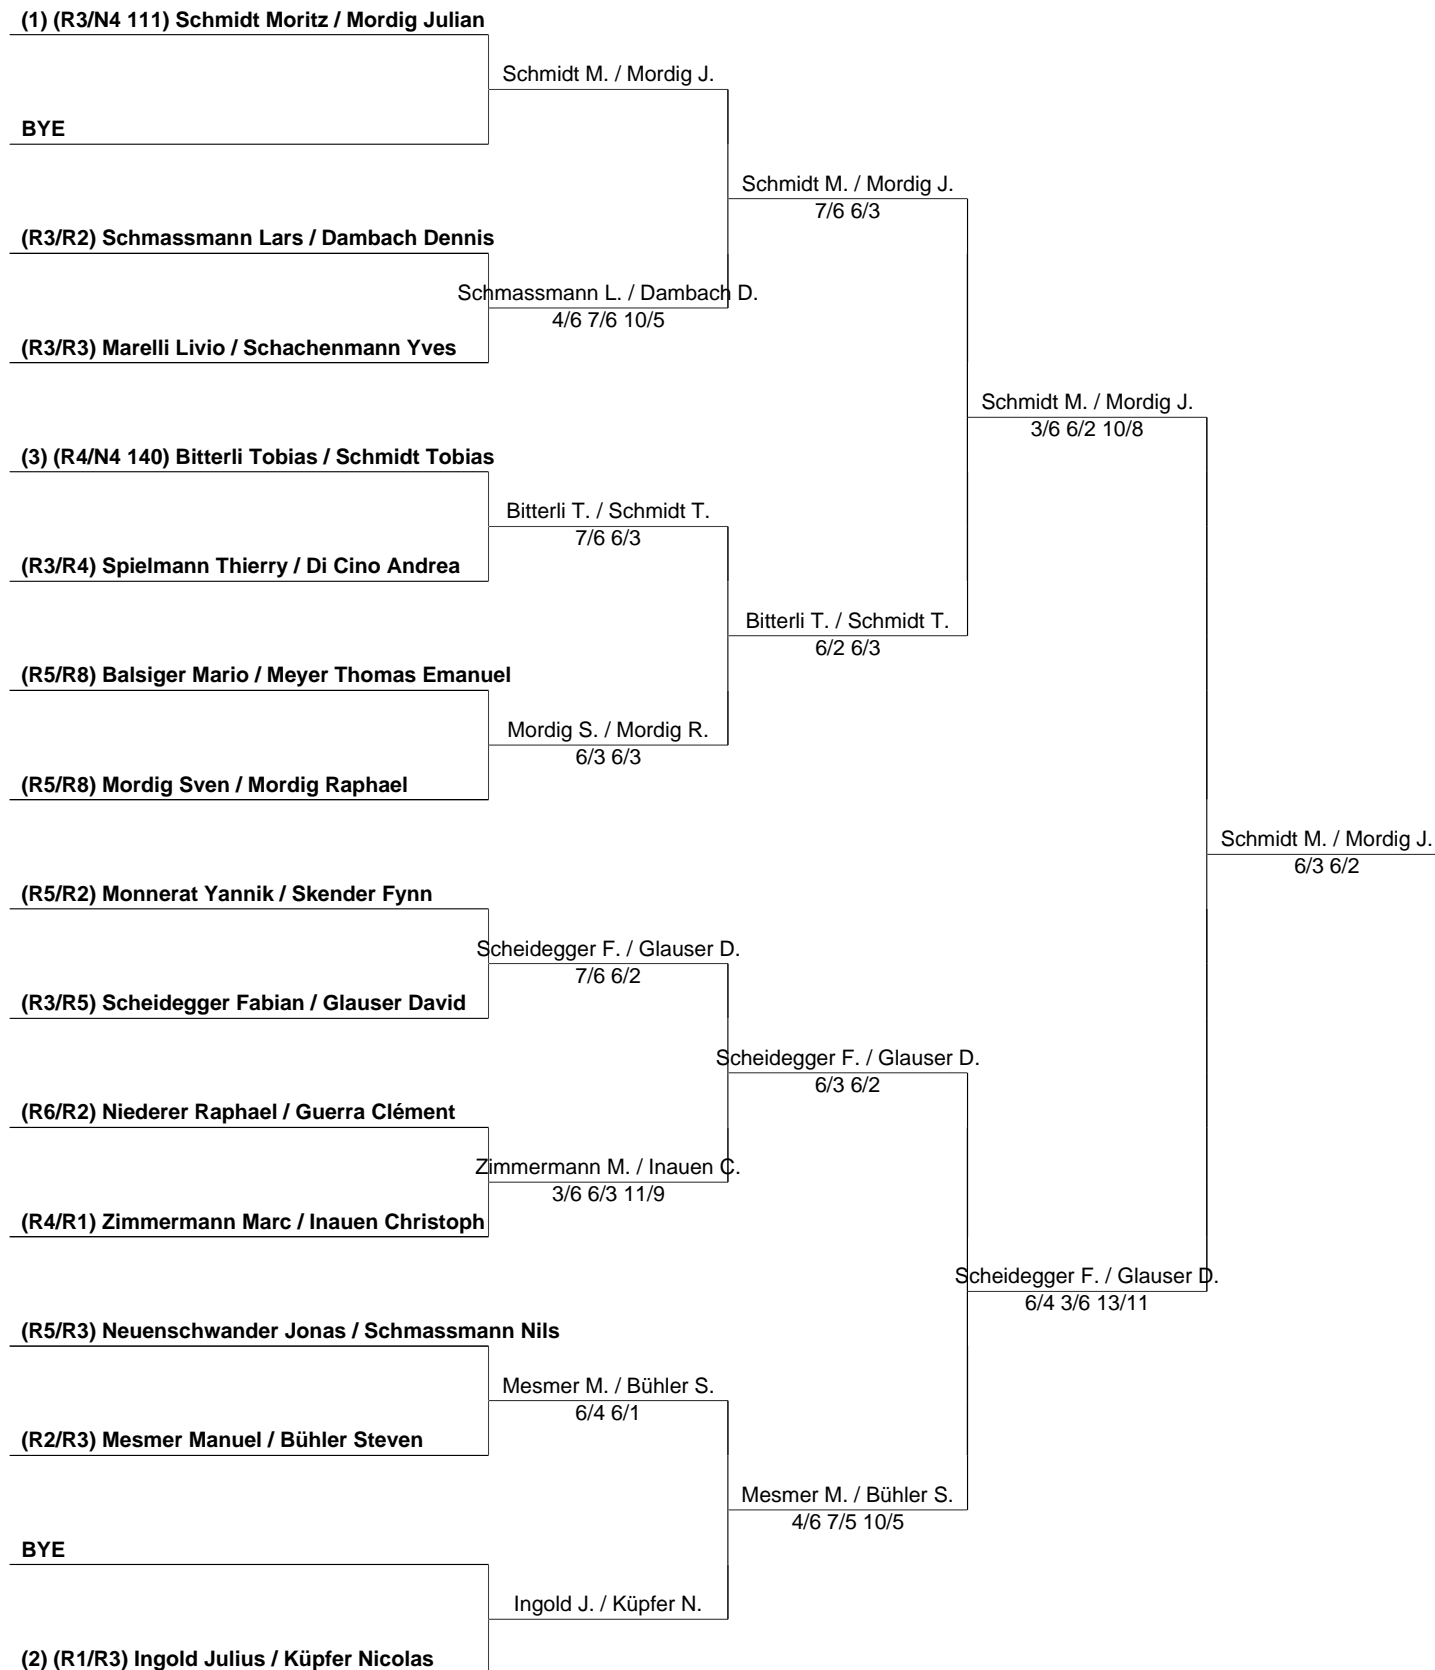 (1) (R3/N4 111) Schmidt Moritz / Mordig Julian
Schmidt M. / Mordig J.
BYE
Schmidt M. / Mordig J.
7/6 6/3
(R3/R2) Schmassmann Lars / Dambach Dennis
Schmassmann L. / Dambach D.
4/6 7/6 10/5
(R3/R3) Marelli Livio / Schachenmann Yves
Schmidt M. / Mordig J.
3/6 6/2 10/8
(3) (R4/N4 140) Bitterli Tobias / Schmidt Tobias
Bitterli T. / Schmidt T.
7/6 6/3
(R3/R4) Spielmann Thierry / Di Cino Andrea
Bitterli T. / Schmidt T.
6/2 6/3
(R5/R8) Balsiger Mario / Meyer Thomas Emanuel
Mordig S. / Mordig R.
6/3 6/3
(R5/R8) Mordig Sven / Mordig Raphael
Schmidt M. / Mordig J.
6/3 6/2
(R5/R2) Monnerat Yannik / Skender Fynn
Scheidegger F. / Glauser D.
7/6 6/2
(R3/R5) Scheidegger Fabian / Glauser David
Scheidegger F. / Glauser D.
6/3 6/2
(R6/R2) Niederer Raphael / Guerra Clément
Zimmermann M. / Inauen C.
3/6 6/3 11/9
(R4/R1) Zimmermann Marc / Inauen Christoph
Scheidegger F. / Glauser D.
6/4 3/6 13/11
(R5/R3) Neuenschwander Jonas / Schmassmann Nils
Mesmer M. / Bühler S.
6/4 6/1
(R2/R3) Mesmer Manuel / Bühler Steven
Mesmer M. / Bühler S.
4/6 7/5 10/5
BYE
Ingold J. / Küpfer N.
(2) (R1/R3) Ingold Julius / Küpfer Nicolas